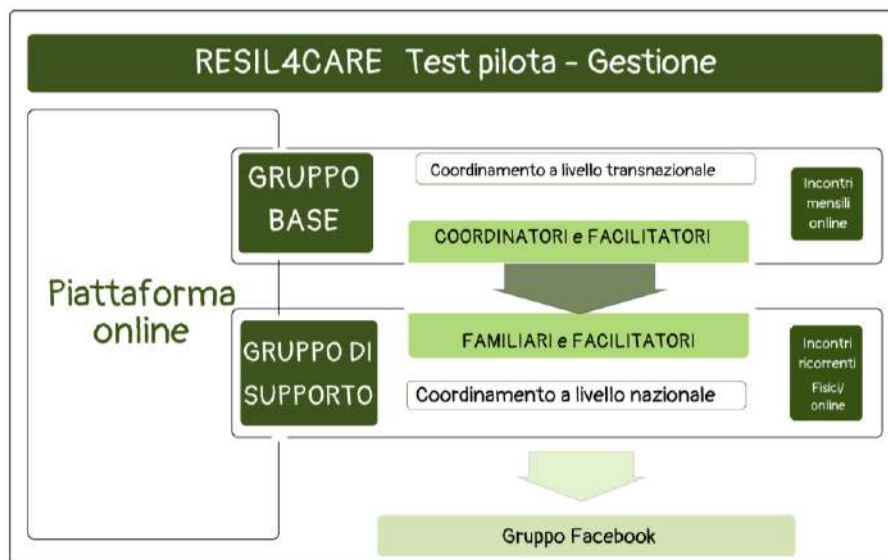 RESIL4CARE Test pilota - Gestione
Piattaforma
online
GRUPPO
BASE
Coordinamento a livello transnazionale
COORDINATORI e FACILITATORI
Incontri
mensili
online
GRUPPO DI
SUPPORTO
FAMILIARI e FACILITATORI
Coordinamento a livello nazionale
Incontri
ricorrenti
Fisici/
online
Gruppo Facebook